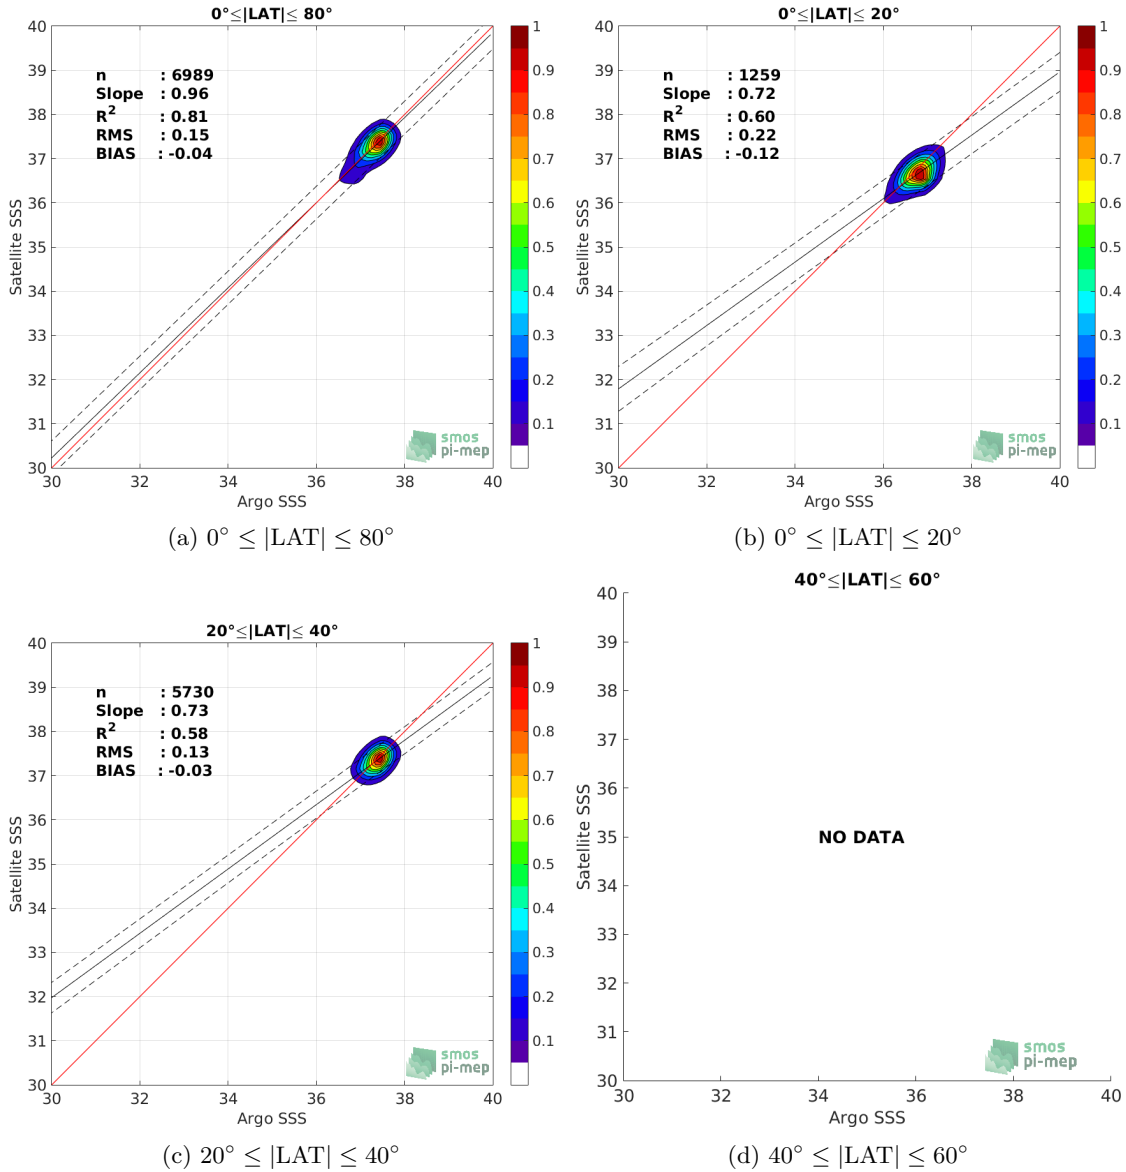 0°≤|LAT|≤ 80°
n : 6989
Slope : 0.96
R² : 0.81
RMS : 0.15
BIAS : -0.04
Satellite SSS
40
39
38
37
36
35
34
33
32
31
30
30 32 34 36 38 40
Argo SSS
1
0.9
0.8
0.7
0.6
0.5
0.4
0.3
0.2
0.1
smos
pi-mep
(a) 0° ≤ |LAT| ≤ 80°
0°≤|LAT|≤ 20°
n : 1259
Slope : 0.72
R² : 0.60
RMS : 0.22
BIAS : -0.12
Satellite SSS
40
39
38
37
36
35
34
33
32
31
30
30 32 34 36 38 40
Argo SSS
1
0.9
0.8
0.7
0.6
0.5
0.4
0.3
0.2
0.1
smos
pi-mep
(b) 0° ≤ |LAT| ≤ 20°
20°≤|LAT|≤ 40°
n : 5730
Slope : 0.73
R² : 0.58
RMS : 0.13
BIAS : -0.03
Satellite SSS
40
39
38
37
36
35
34
33
32
31
30
30 32 34 36 38 40
Argo SSS
1
0.9
0.8
0.7
0.6
0.5
0.4
0.3
0.2
0.1
smos
pi-mep
(c) 20° ≤ |LAT| ≤ 40°
40°≤|LAT|≤ 60°
Satellite SSS
40
39
38
37
36
35
34
33
32
31
30
NO DATA
30 32 34 36 38 40
Argo SSS
smos
pi-mep
(d) 40° ≤ |LAT| ≤ 60°